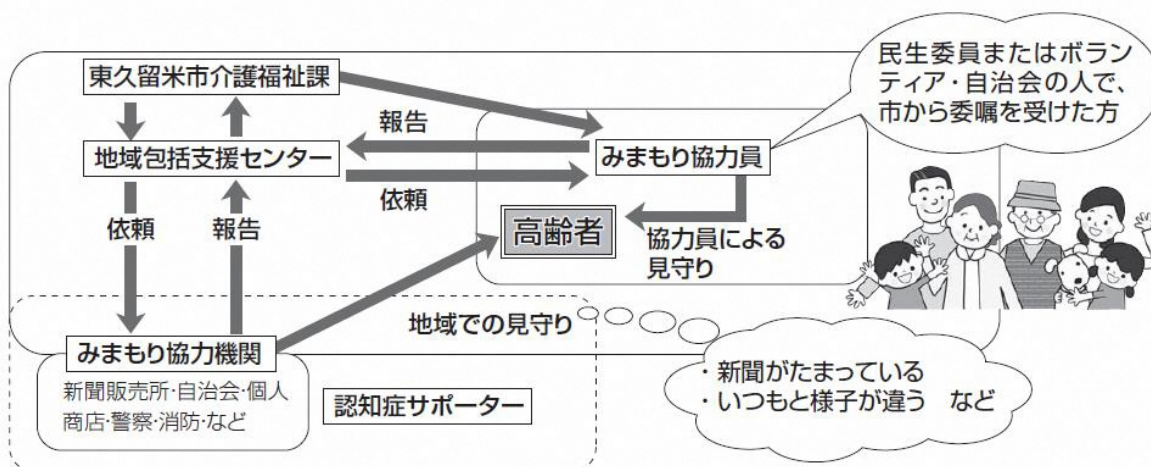 民生委員またはボラン
ティア・自治会の人で、
市から委嘱を受けた方
東久留米市介護福祉課
報告
みまもり協力員
地域包括支援センター
依頼
依頼
報告
高齢者
協力員による
見守り
地域での見守り
みまもり協力機関
新聞販売所・自治会・個人
商店・警察・消防・など
認知症サポーター
・新聞がたまっている
・いつもと様子が違う　など